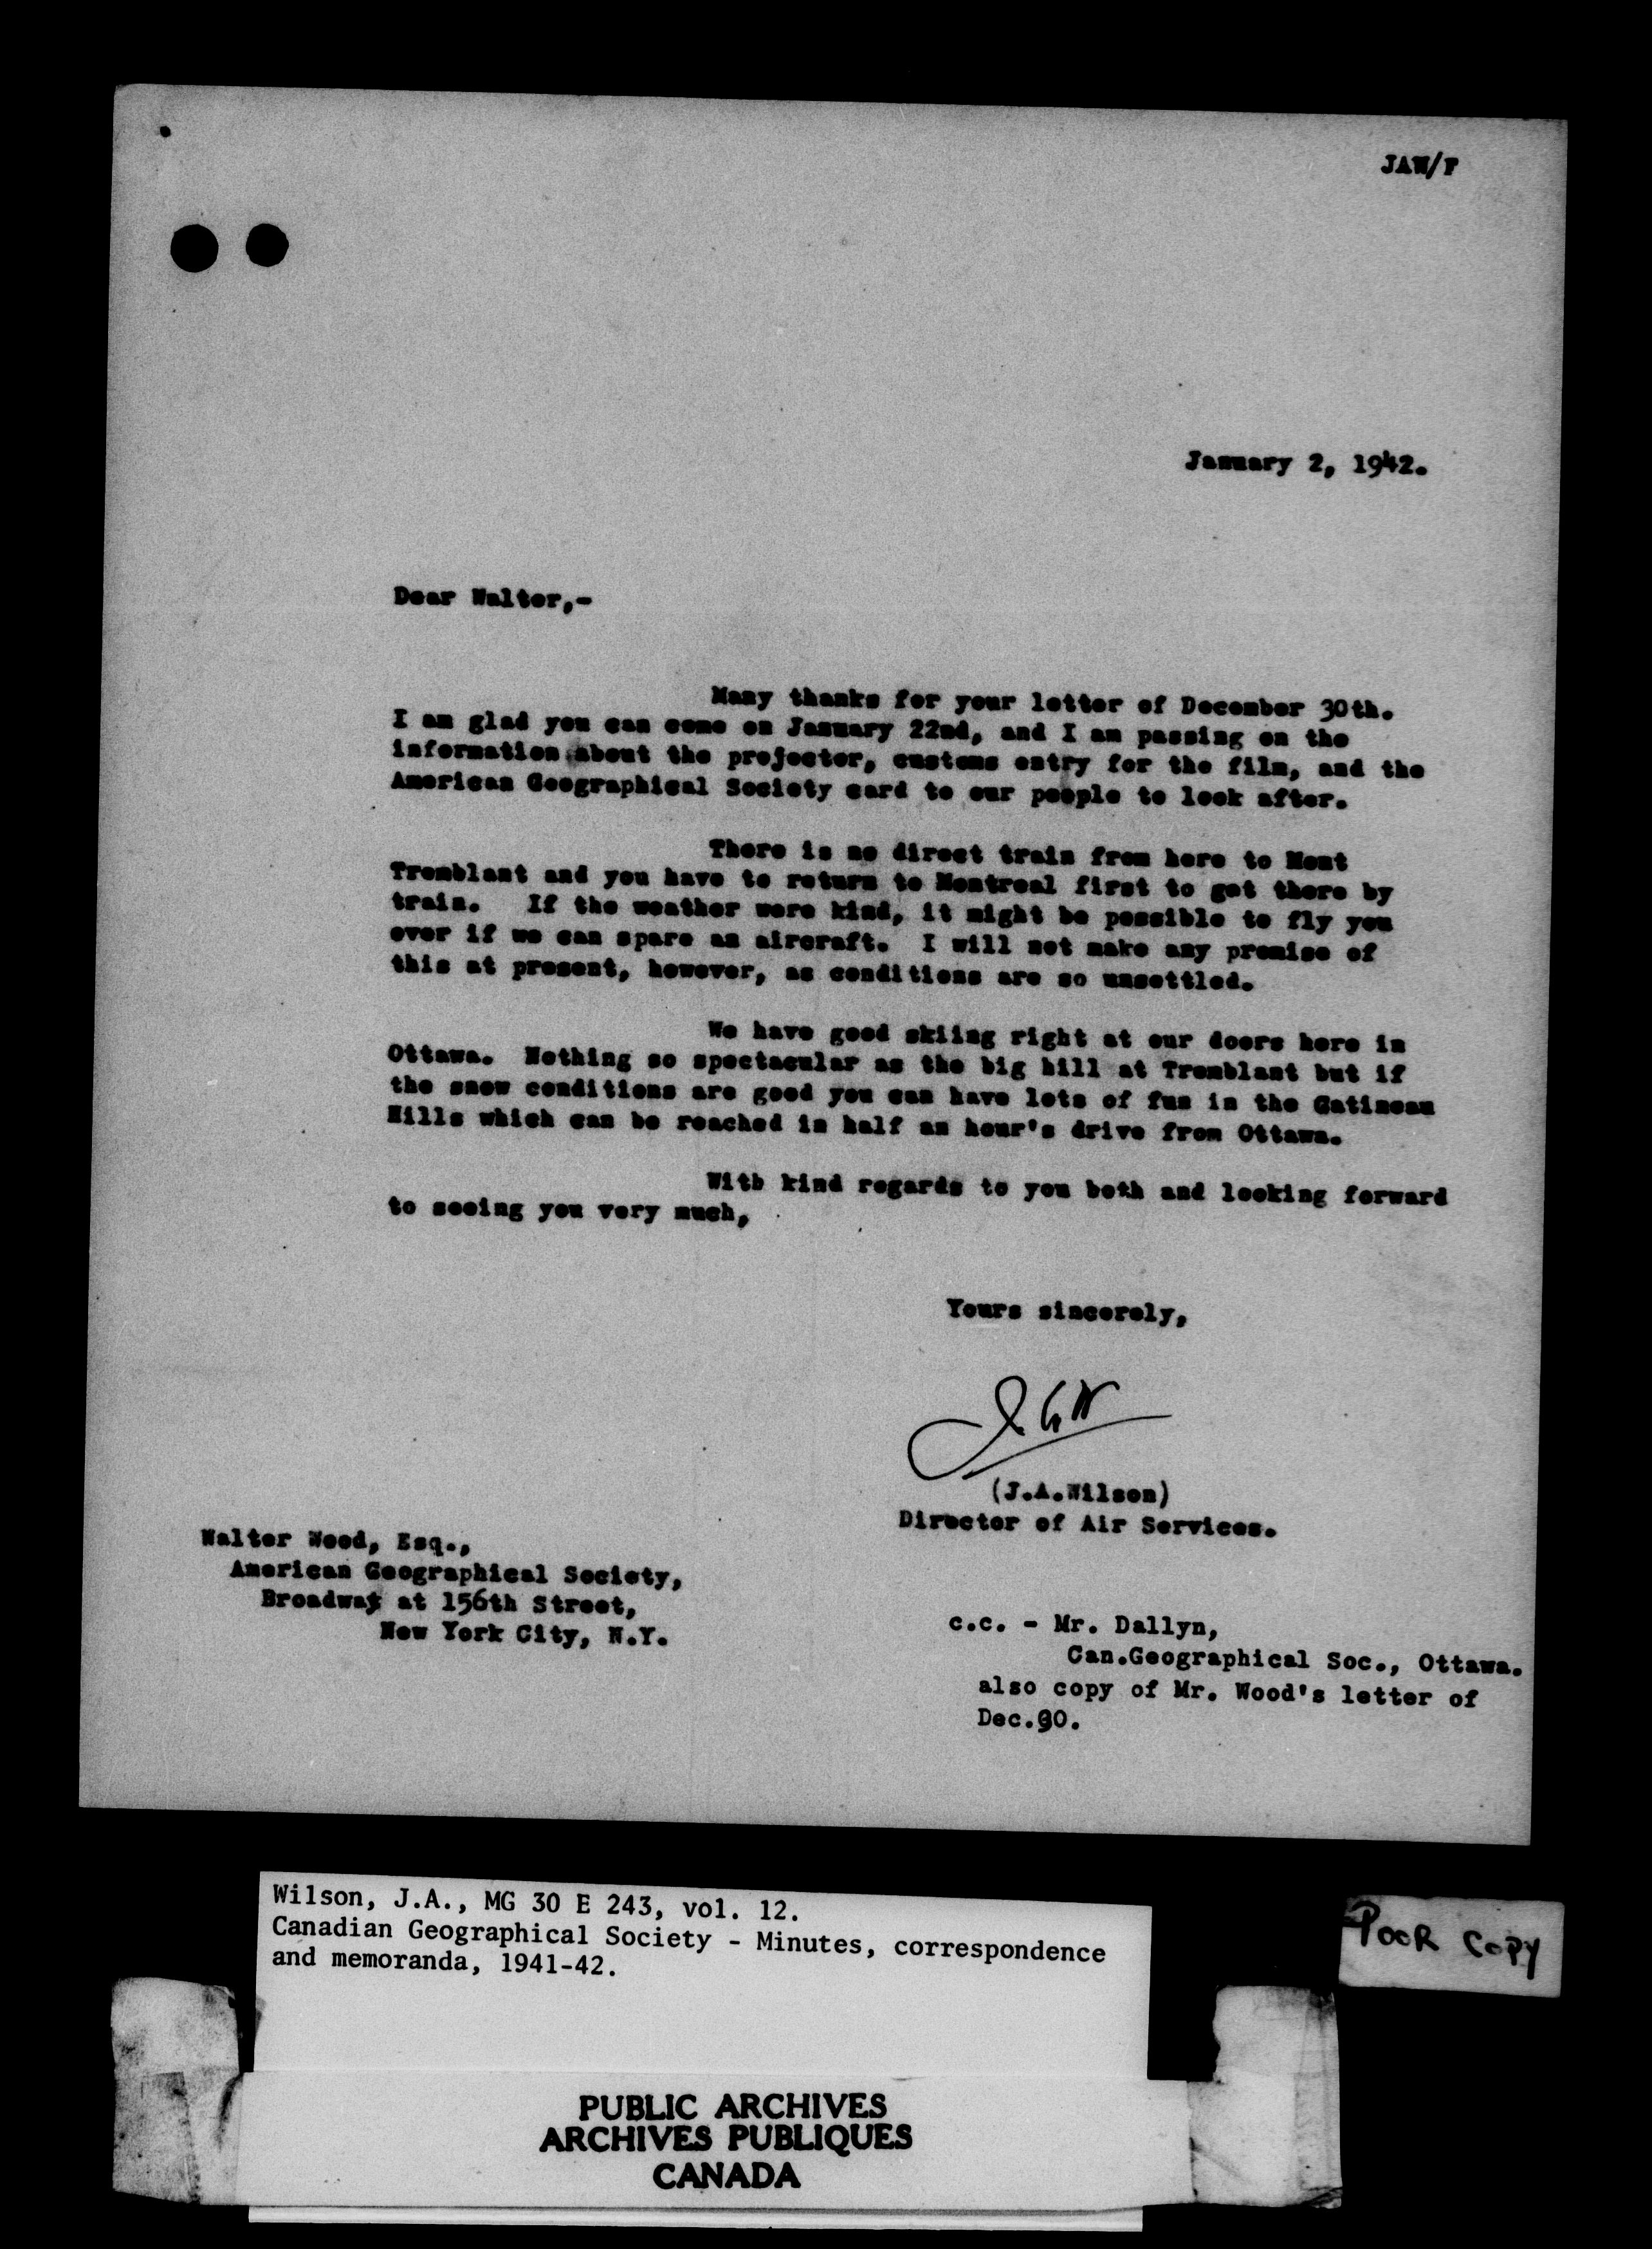 JAW/F
January 2, 1942.
Dear Walter,-
Many thanks for your letter of December 30th.
I am glad you can come on January 22nd, and I am passing on the
information about the projector, customs entry for the film, and the
American Geographical Society card to our people to look after.
There is no direct train from here to Mont
Tremblant and you have to return to Montreal first to get there by
train. If the weather were kind, it might be possible to fly you
over if we can spare an aircraft. I will not make any promise of
this at present, however, as conditions are so unsettled.
We have good skiing right at our doors here in
Ottawa. Nothing so spectacular as the big hill at Tremblant but if
the snow conditions are good you can have lots of fun in the Gatineau
Hills which can be reached in half an hour's drive from Ottawa.
With kind regards to you both and looking forward
to seeing you very much,
Yours sincerely,
JAW
(J.A.Wilson)
Director of Air Services.
Walter Wood, Esq.,
American Geographical Society,
Broadway at 156th Street,
New York City, N.Y.
c.c. - Mr. Dallyn,
Can.Geographical Soc., Ottawa.
also copy of Mr. Wood's letter of
Dec.30.
Wilson, J.A., MG 30 E 243, vol. 12.
Canadian Geographical Society - Minutes, correspondence
and memoranda, 1941-42.
POOR COPY
PUBLIC ARCHIVES
ARCHIVES PUBLIQUES
CANADA